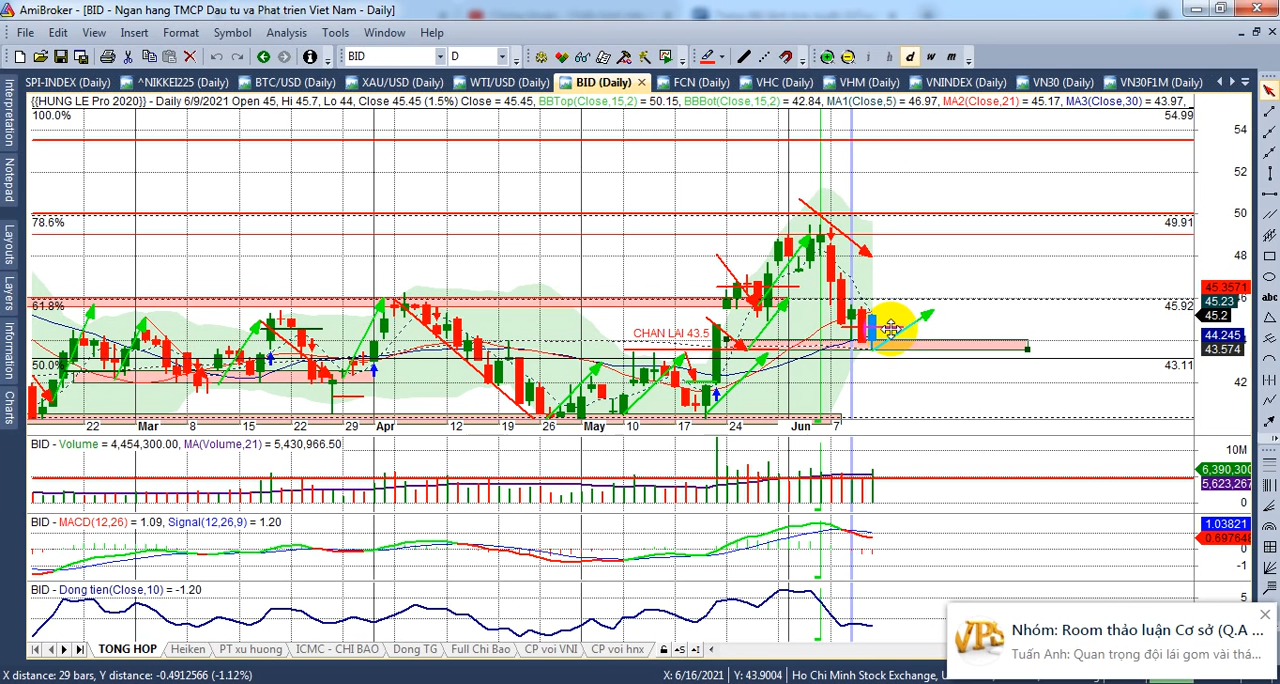 AmiBroker - [BID - Ngan hang TMCP Dau tu va Phat trien Viet Nam - Daily]
File Edit View Insert Format Symbol Analysis Tools Window Help
BID D d w m
SPI-INDEX (Daily) ^NIKKEI225 (Daily) BTC/USD (Daily) XAU/USD (Daily) WTI/USD (Daily) BID (Daily) FCN (Daily) VHC (Daily) VHM (Daily) VNINDEX (Daily) VN30 (Daily) VN30F1M (Daily)
{{HUNG LE Pro 2020}} - Daily 6/9/2021 Open 45, Hi 45.7, Lo 44, Close 45.45 (1.5%) Close = 45.45, BBTop(Close,15,2) = 50.15, BBBot(Close,15,2) = 42.84, MA1(Close,5) = 46.97, MA2(Close,21) = 45.17, MA3(Close,30) = 43.97,
Interpretation
Notepad
Layouts
Layers
Information
Charts
abc
100.0% 54.99
54
52
50
78.6% 49.91
48
61.8% 45.92
CHAN LAI 43.5
50.0% 43.11
42
45.3571
45.23
45.2
44.245
43.574
22 Mar 8 15 22 29 Apr 12 19 26 May 10 17 24 Jun 7
BID - Volume = 4,454,300.00, MA(Volume,21) = 5,430,966.50
10M
6,390,300
5,623,267
0
BID - MACD(12,26) = 1.09, Signal(12,26,9) = 1.20
1.03821
0.69764
0
-1
BID - Dong tien(Close,10) = -1.20
5
TONG HOP Heiken PT xu huong ICMC - CHI BAO Dong TG Full Chi Bao CP voi VNI CP voi hnx
VPS
Nhóm: Room thảo luận Cơ sở (Q.A ...
Tuấn Anh: Quan trọng đội lái gom vài thá...
X distance: 29 bars, Y distance: -0.4912566 (-1.12%) X: 6/16/2021 Y: 43.9004 Ho Chi Minh Stock Exchange,